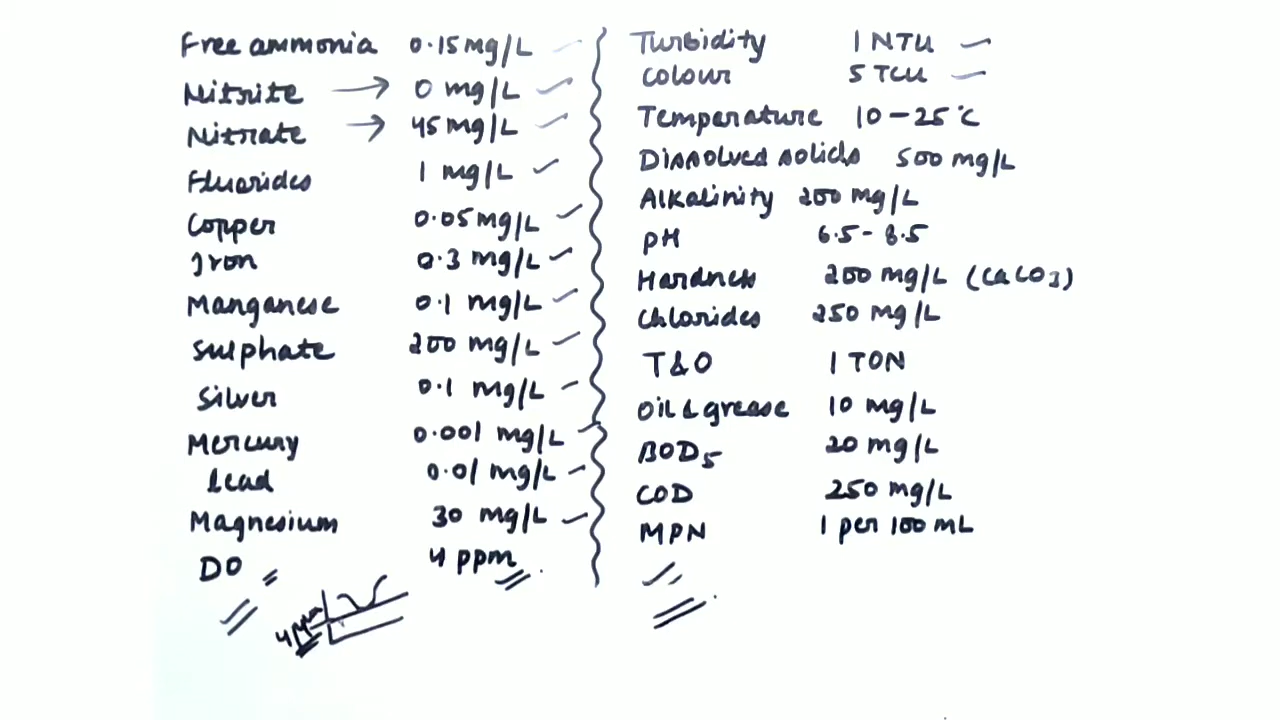 Free ammonia 0.15 mg/L
Nitrite → 0 mg/L
Nitrate → 45 mg/L
Fluorides 1 mg/L
Copper 0.05 mg/L
Iron 0.3 mg/L
Manganese 0.1 mg/L
Sulphate 200 mg/L
Silver 0.1 mg/L
Mercury 0.001 mg/L
lead 0.01 mg/L
Magnesium 30 mg/L
DO 4 ppm
4 ppm
Turbidity 1 NTU
colour 5 TCU
Temperature 10-25°C
Dissolved solids 500 mg/L
Alkalinity 200 mg/L
pH 6.5-8.5
Hardness 200 mg/L (CaCO3)
Chlorides 250 mg/L
T&O 1 TON
Oil & grease 10 mg/L
BOD5 20 mg/L
COD 250 mg/L
MPN 1 per 100 mL